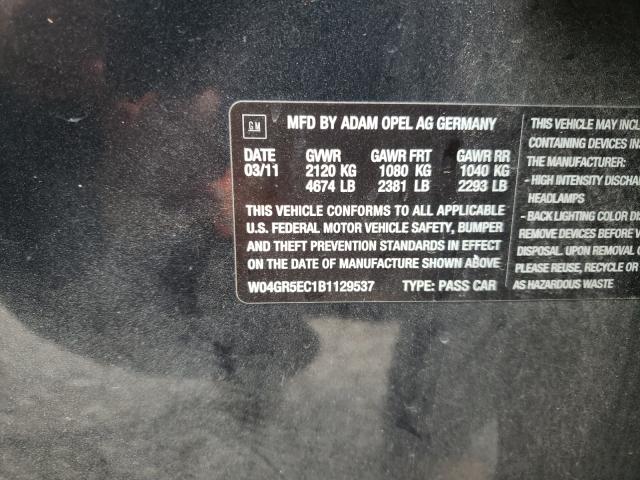 GM
MFD BY ADAM OPEL AG GERMANY
DATE GVWR GAWR FRT GAWR RR
03/11 2120 KG 1080 KG 1040 KG
4674 LB 2381 LB 2293 LB
THIS VEHICLE CONFORMS TO ALL APPLICABLE
U.S. FEDERAL MOTOR VEHICLE SAFETY, BUMPER
AND THEFT PREVENTION STANDARDS IN EFFECT
ON THE DATE OF MANUFACTURE SHOWN ABOVE
W04GR5EC1B1129537 TYPE: PASS CAR
THIS VEHICLE MAY INCL
CONTAINING DEVICES INS
THE MANUFACTURER:
- HIGH INTENSITY DISCHA
HEADLAMPS
- BACK LIGHTING COLOR DI
REMOVE DEVICES BEFORE V
DISPOSAL. UPON REMOVAL O
PLEASE REUSE, RECYCLE OR
AS HAZARDOUS WASTE